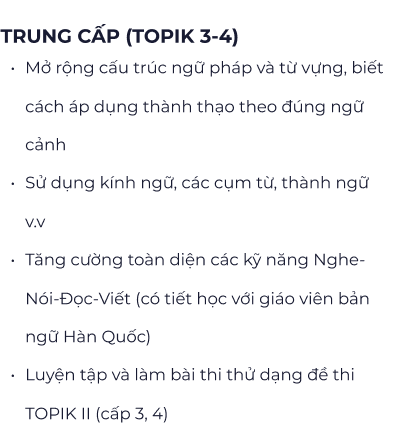 TRUNG CẤP (TOPIK 3-4)
• Mở rộng cấu trúc ngữ pháp và từ vựng, biết
cách áp dụng thành thạo theo đúng ngữ
cảnh
• Sử dụng kính ngữ, các cụm từ, thành ngữ
v.v
• Tăng cường toàn diện các kỹ năng Nghe-
Nói-Đọc-Viết (có tiết học với giáo viên bản
ngữ Hàn Quốc)
• Luyện tập và làm bài thi thử dạng đề thi
TOPIK II (cấp 3, 4)